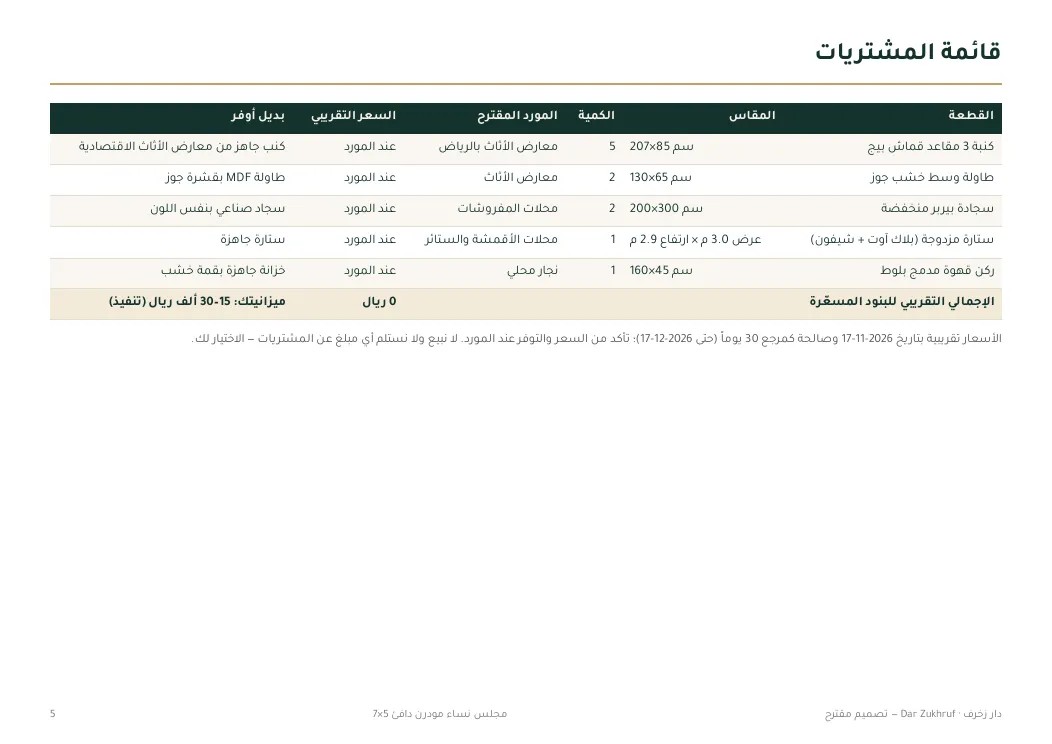 قائمة المشتريات
القطعة المقاس الكمية المورد المقترح السعر التقريبي بديل أوفر
كنبة 3 مقاعد قماش بيج 207×85 سم 5 معارض الأثاث بالرياض عند المورد كنب جاهز من معارض الأثاث الاقتصادية
طاولة وسط خشب جوز 130×65 سم 2 معارض الأثاث عند المورد طاولة MDF بقشرة جوز
سجادة بيربر منخفضة 200×300 سم 2 محلات المفروشات عند المورد سجاد صناعي بنفس اللون
ستارة مزدوجة (بلاك آوت + شيفون) عرض 3.0 م × ارتفاع 2.9 م 1 محلات الأقمشة والستائر عند المورد ستارة جاهزة
ركن قهوة مدمج بلوط 160×45 سم 1 نجار محلي عند المورد خزانة جاهزة بقمة خشب
الإجمالي التقريبي للبنود المسعّرة 0 ريال ميزانيتك: 15–30 ألف ريال (تنفيذ)
الأسعار تقريبية بتاريخ 2026-11-17 وصالحة كمرجع 30 يوماً (حتى 2026-12-17)؛ تأكد من السعر والتوفر عند المورد. لا نبيع ولا نستلم أي مبلغ عن المشتريات — الاختيار لك.
دار زخرف · Dar Zukhruf — تصميم مقترح مجلس نساء مودرن دافئ 5×7 5